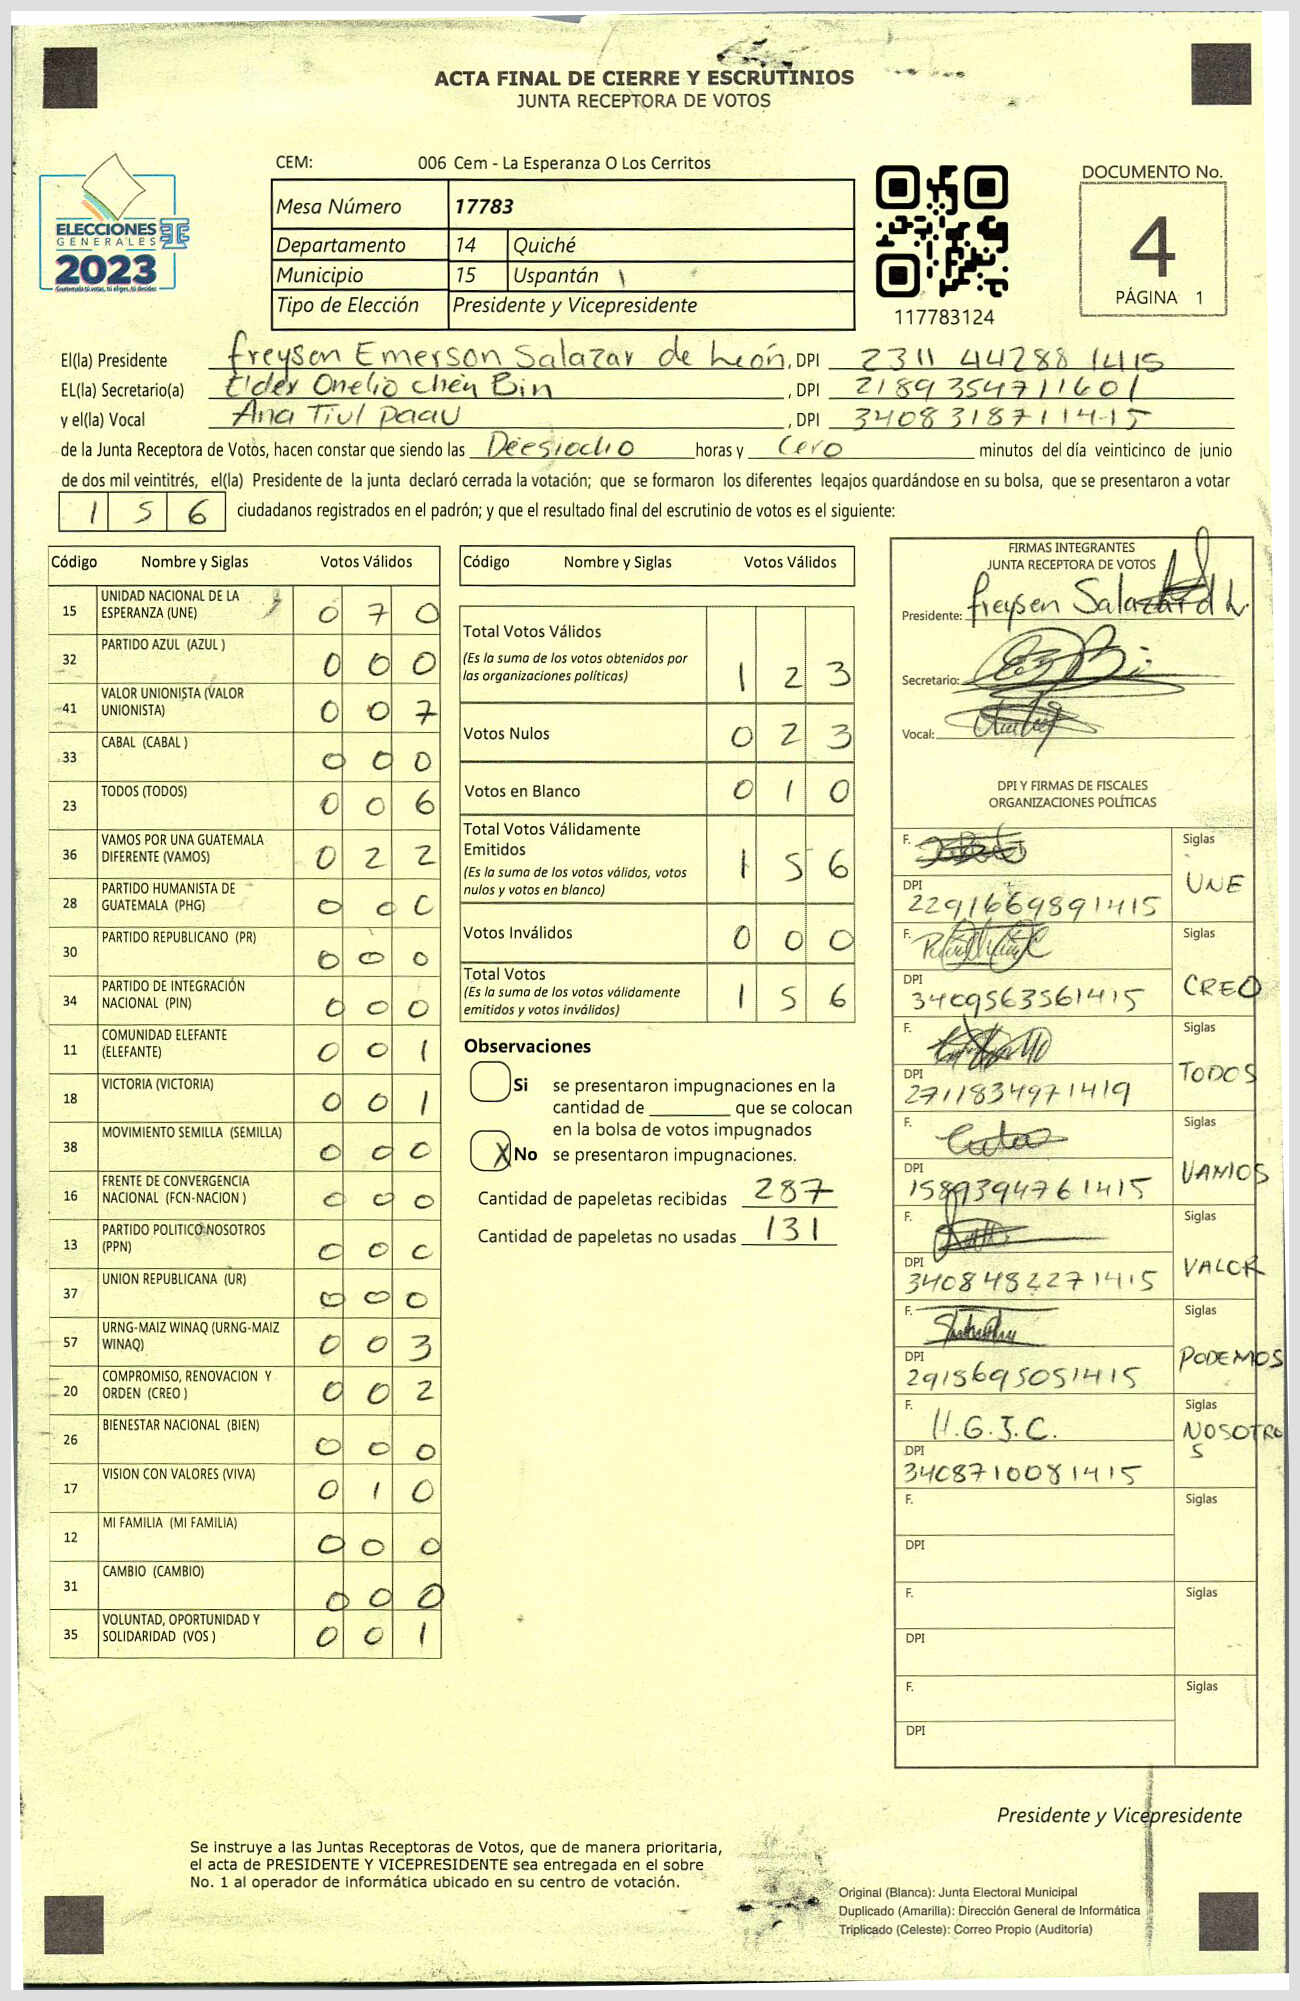 ACTA FINAL DE CIERRE Y ESCRUTINIOS
JUNTA RECEPTORA DE VOTOS
CEM: 006 Cem - La Esperanza O Los Cerritos
ELECCIONES
GENERALES
2023
Guatemala tú votas, tú eliges, tú decides
Mesa Número 17783
Departamento 14 Quiché
Municipio 15 Uspantán
Tipo de Elección Presidente y Vicepresidente
117783124
DOCUMENTO No.
4
PÁGINA 1
El(la) Presidente freysen Emerson Salazar de León, DPI 2311 44288 1415
EL(la) Secretario(a) Elder Onelio Chén Bin, DPI 2189354711601
y el(la) Vocal Ana Tiul paau, DPI 3408318711415
de la Junta Receptora de Votos, hacen constar que siendo las Deesiocho horas y Cero minutos del día veinticinco de junio
de dos mil veintitrés, el(la) Presidente de la junta declaró cerrada la votación; que se formaron los diferentes legajos guardándose en su bolsa, que se presentaron a votar
1 5 6 ciudadanos registrados en el padrón; y que el resultado final del escrutinio de votos es el siguiente:
Código Nombre y Siglas Votos Válidos
15 UNIDAD NACIONAL DE LA ESPERANZA (UNE) 0 7 0
32 PARTIDO AZUL (AZUL ) 0 0 0
41 VALOR UNIONISTA (VALOR UNIONISTA) 0 0 7
33 CABAL (CABAL ) 0 0 0
23 TODOS (TODOS) 0 0 6
36 VAMOS POR UNA GUATEMALA DIFERENTE (VAMOS) 0 2 2
28 PARTIDO HUMANISTA DE GUATEMALA (PHG) 0 0 0
30 PARTIDO REPUBLICANO (PR) 0 0 0
34 PARTIDO DE INTEGRACIÓN NACIONAL (PIN) 0 0 0
11 COMUNIDAD ELEFANTE (ELEFANTE) 0 0 1
18 VICTORIA (VICTORIA) 0 0 1
38 MOVIMIENTO SEMILLA (SEMILLA) 0 0 0
16 FRENTE DE CONVERGENCIA NACIONAL (FCN-NACION ) 0 0 0
13 PARTIDO POLITICO NOSOTROS (PPN) 0 0 0
37 UNION REPUBLICANA (UR) 0 0 0
57 URNG-MAIZ WINAQ (URNG-MAIZ WINAQ) 0 0 3
20 COMPROMISO, RENOVACION Y ORDEN (CREO ) 0 0 2
26 BIENESTAR NACIONAL (BIEN) 0 0 0
17 VISION CON VALORES (VIVA) 0 1 0
12 MI FAMILIA (MI FAMILIA) 0 0 0
31 CAMBIO (CAMBIO) 0 0 0
35 VOLUNTAD, OPORTUNIDAD Y SOLIDARIDAD (VOS ) 0 0 1
Código Nombre y Siglas Votos Válidos
Total Votos Válidos
(Es la suma de los votos obtenidos por
las organizaciones políticas) 1 2 3
Votos Nulos 0 2 3
Votos en Blanco 0 1 0
Total Votos Válidamente
Emitidos
(Es la suma de los votos válidos, votos
nulos y votos en blanco) 1 5 6
Votos Inválidos 0 0 0
Total Votos
(Es la suma de los votos válidamente
emitidos y votos inválidos) 1 5 6
Observaciones
Si se presentaron impugnaciones en la
cantidad de ________ que se colocan
en la bolsa de votos impugnados
X No se presentaron impugnaciones.
Cantidad de papeletas recibidas 287
Cantidad de papeletas no usadas 131
FIRMAS INTEGRANTES
JUNTA RECEPTORA DE VOTOS
Presidente: freysen Salazar d L.
Secretario:
Vocal:
DPI Y FIRMAS DE FISCALES
ORGANIZACIONES POLÍTICAS
F. Siglas
UNE
DPI
2291669891415
F. Siglas
CREO
DPI
3409563561415
F. Siglas
TODOS
DPI
2711834971419
F. Siglas
VAMOS
DPI
1589394761415
F. Siglas
VALOR
DPI
3408482271415
F. Siglas
PODEMOS
DPI
2915695051415
F. H.G.J.C. Siglas
NOSOTRO
S
DPI
3408710081415
F. Siglas
DPI
F. Siglas
DPI
F. Siglas
DPI
Presidente y Vicepresidente
Se instruye a las Juntas Receptoras de Votos, que de manera prioritaria,
el acta de PRESIDENTE Y VICEPRESIDENTE sea entregada en el sobre
No. 1 al operador de informática ubicado en su centro de votación.
Original (Blanca): Junta Electoral Municipal
Duplicado (Amarilla): Dirección General de Informática
Triplicado (Celeste): Correo Propio (Auditoría)